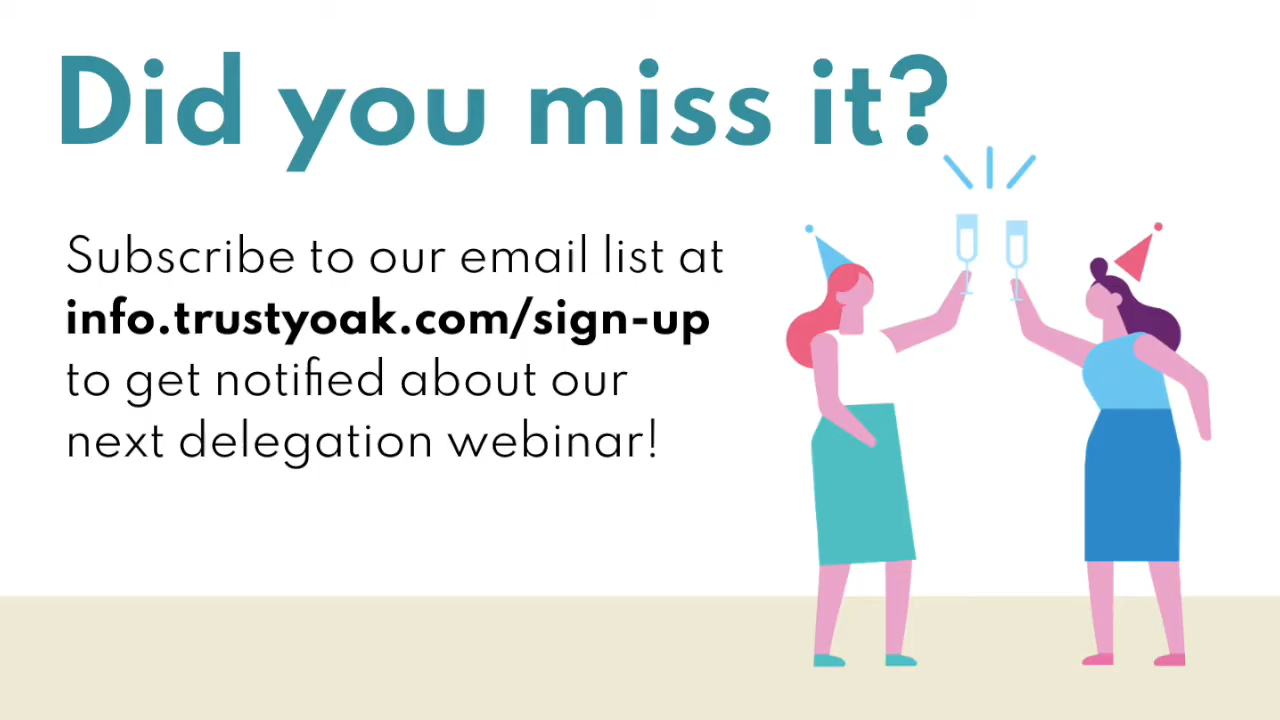 Did you miss it?
Subscribe to our email list at
info.trustyoak.com/sign-up
to get notified about our
next delegation webinar!